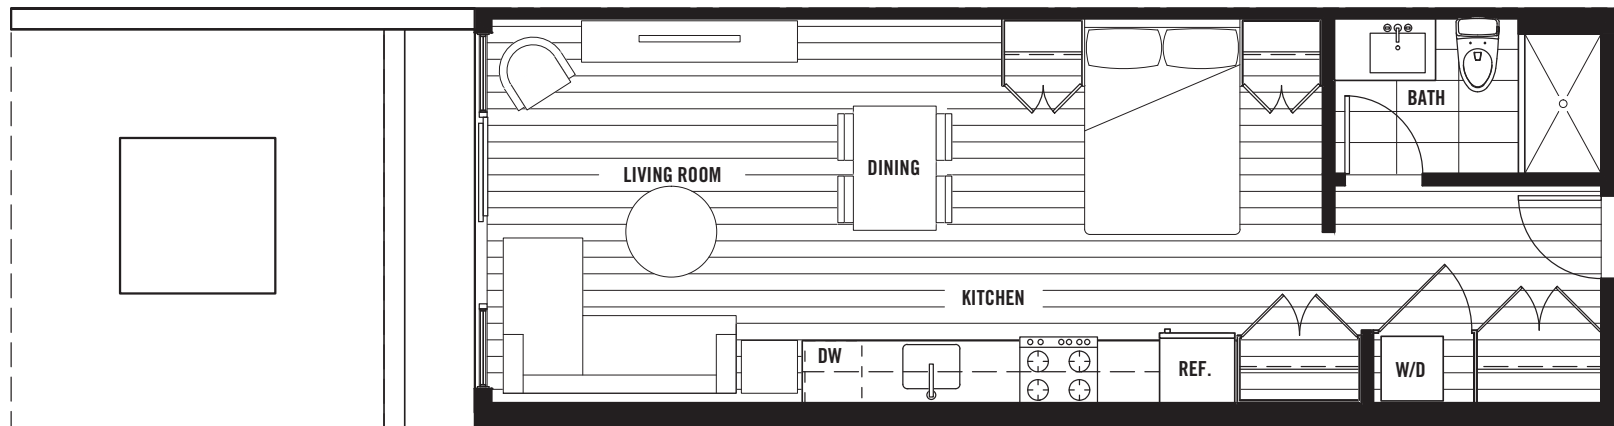 BATH
LIVING ROOM
DINING
KITCHEN
DW
REF.
W/D